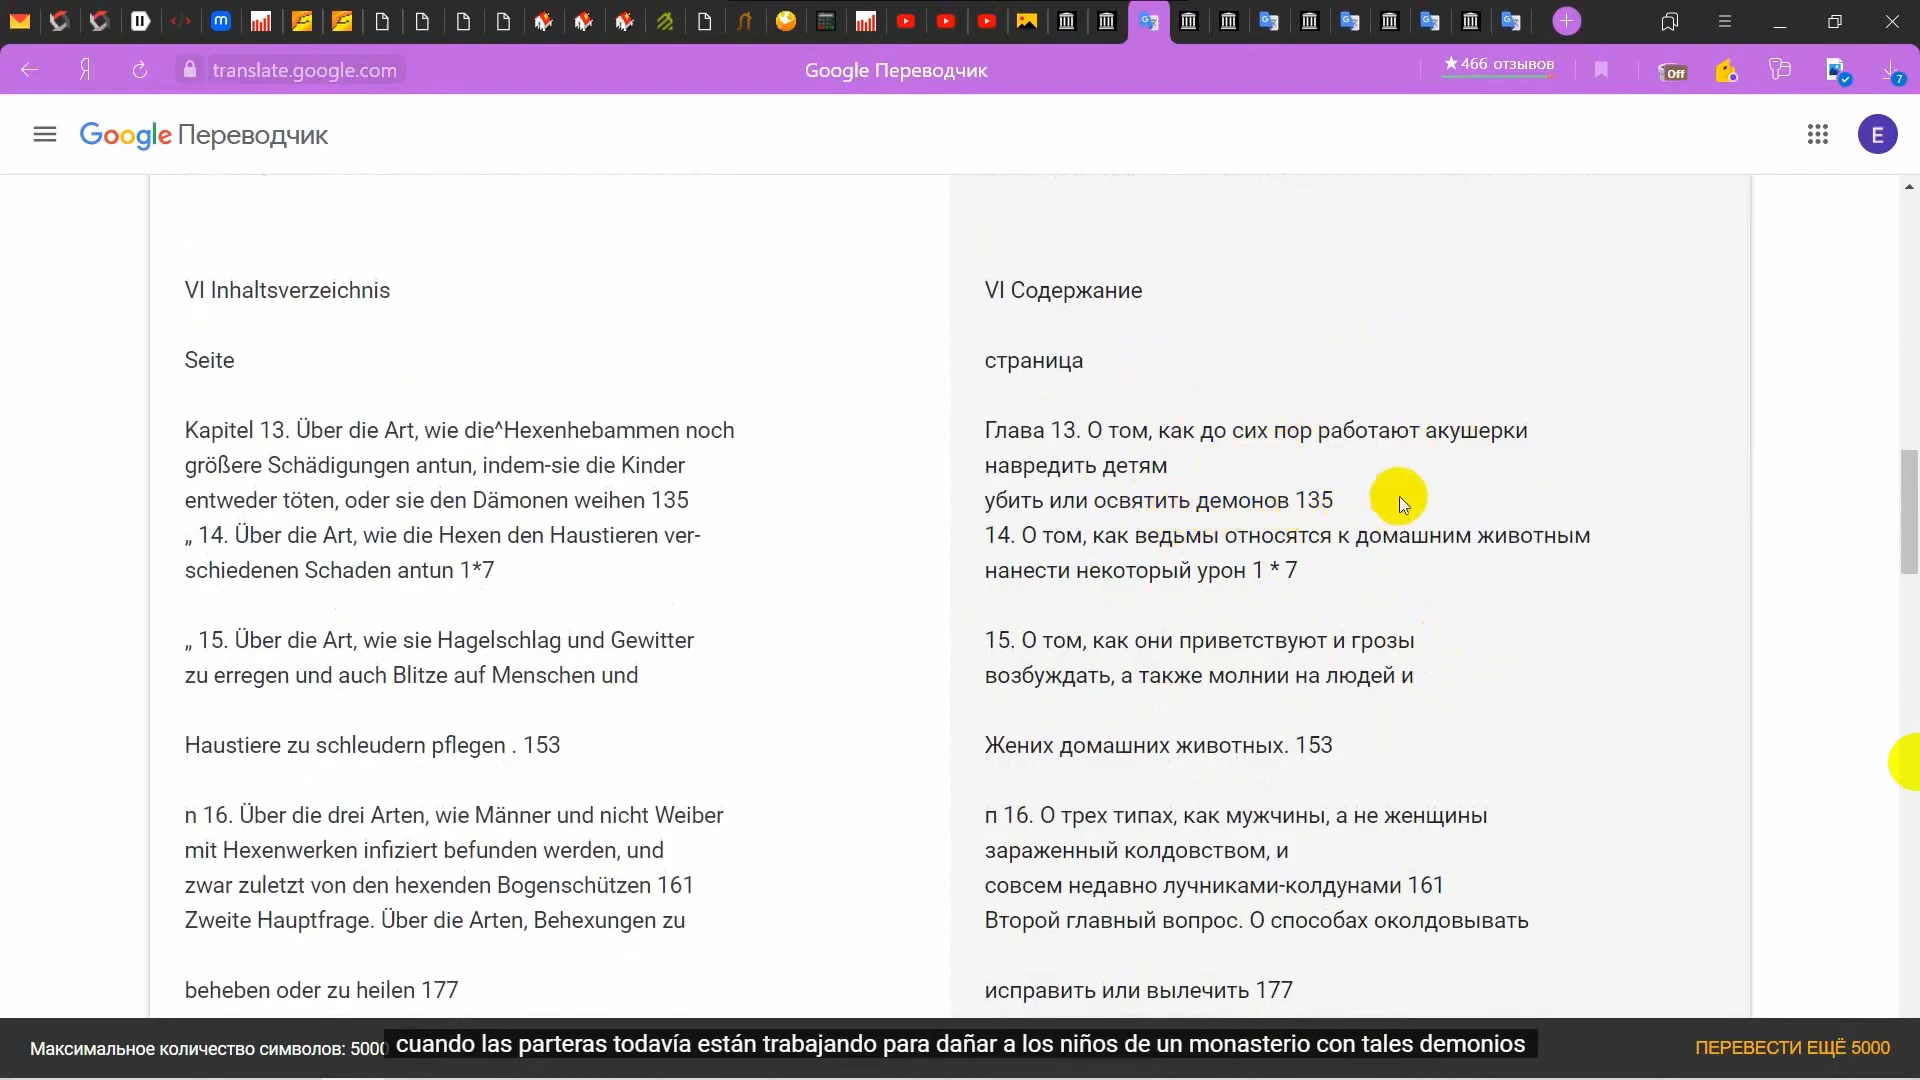 translate.google.com
Google Переводчик
★466 отзывов
off
7
Google Переводчик
E
VI Inhaltsverzeichnis
Seite
Kapitel 13. Über die Art, wie die^Hexenhebammen noch
größere Schädigungen antun, indem-sie die Kinder
entweder töten, oder sie den Dämonen weihen 135
„ 14. Über die Art, wie die Hexen den Haustieren ver-
schiedenen Schaden antun 1*7
„ 15. Über die Art, wie sie Hagelschlag und Gewitter
zu erregen und auch Blitze auf Menschen und
Haustiere zu schleudern pflegen . 153
n 16. Über die drei Arten, wie Männer und nicht Weiber
mit Hexenwerken infiziert befunden werden, und
zwar zuletzt von den hexenden Bogenschützen 161
Zweite Hauptfrage. Über die Arten, Behexungen zu
beheben oder zu heilen 177
VI Содержание
страница
Глава 13. О том, как до сих пор работают акушерки
навредить детям
убить или освятить демонов 135
14. О том, как ведьмы относятся к домашним животным
нанести некоторый урон 1 * 7
15. О том, как они приветствуют и грозы
возбуждать, а также молнии на людей и
Жених домашних животных. 153
п 16. О трех типах, как мужчины, а не женщины
зараженный колдовством, и
совсем недавно лучниками-колдунами 161
Второй главный вопрос. О способах околдовывать
исправить или вылечить 177
Максимальное количество символов: 5000
cuando las parteras todavía están trabajando para dañar a los niños de un monasterio con tales demonios
ПЕРЕВЕСТИ ЕЩЁ 5000